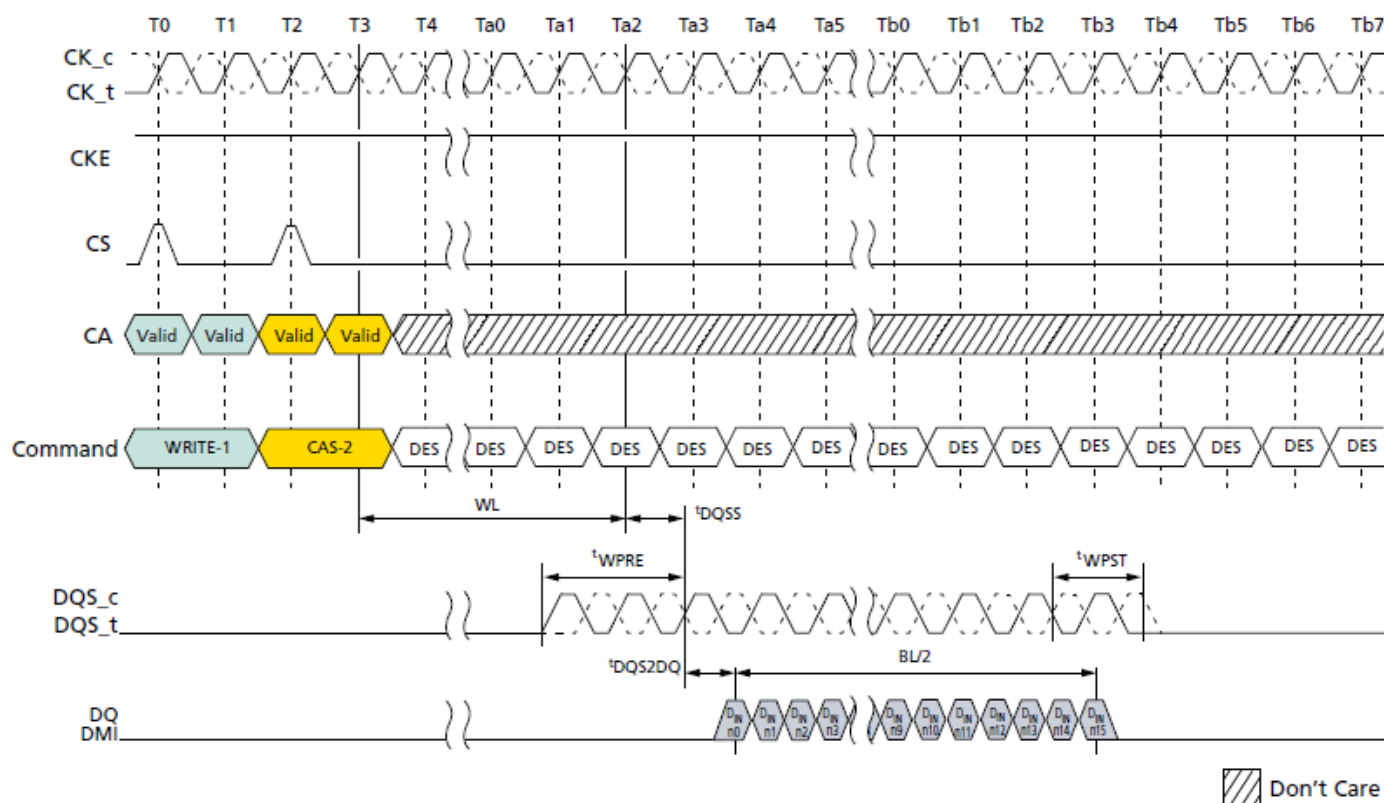 T0 T1 T2 T3 T4 Ta0 Ta1 Ta2 Ta3 Ta4 Ta5 Tb0 Tb1 Tb2 Tb3 Tb4 Tb5 Tb6 Tb7
CK_c
CK_t
CKE
CS
CA Valid Valid Valid Valid
Command WRITE-1 CAS-2 DES DES DES DES DES DES DES DES DES DES DES DES DES DES DES
WL tDQSS
tWPRE tWPST
DQS_c
DQS_t
tDQS2DQ BL/2
DQ
DMI
DIN n0 DIN n1 DIN n2 DIN n3 DIN n9 DIN n10 DIN n11 DIN n12 DIN n13 DIN n14 DIN n15
Don't Care